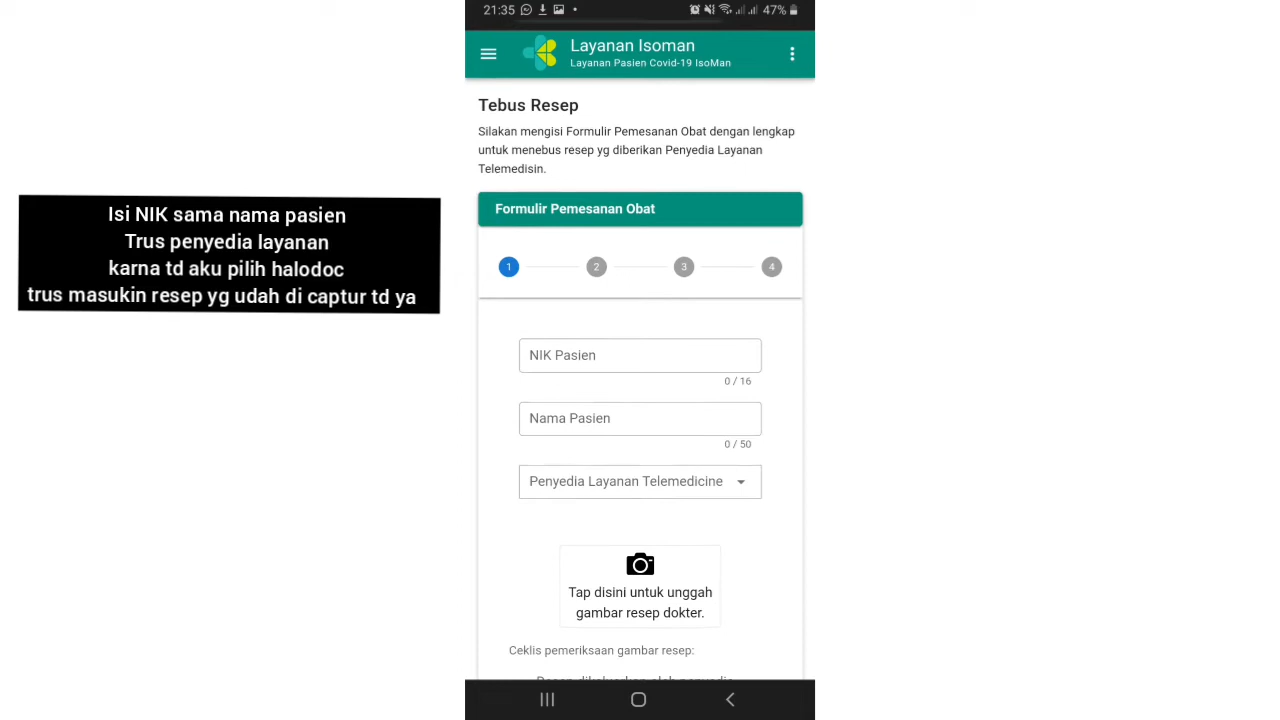 21:35
47%
Layanan Isoman
Layanan Pasien Covid-19 IsoMan
Tebus Resep
Silakan mengisi Formulir Pemesanan Obat dengan lengkap
untuk menebus resep yg diberikan Penyedia Layanan
Telemedisin.
Isi NIK sama nama pasien
Trus penyedia layanan
karna td aku pilih halodoc
trus masukin resep yg udah di captur td ya
Formulir Pemesanan Obat
1 2 3 4
NIK Pasien
0 / 16
Nama Pasien
0 / 50
Penyedia Layanan Telemedicine
Tap disini untuk unggah
gambar resep dokter.
Ceklis pemeriksaan gambar resep: